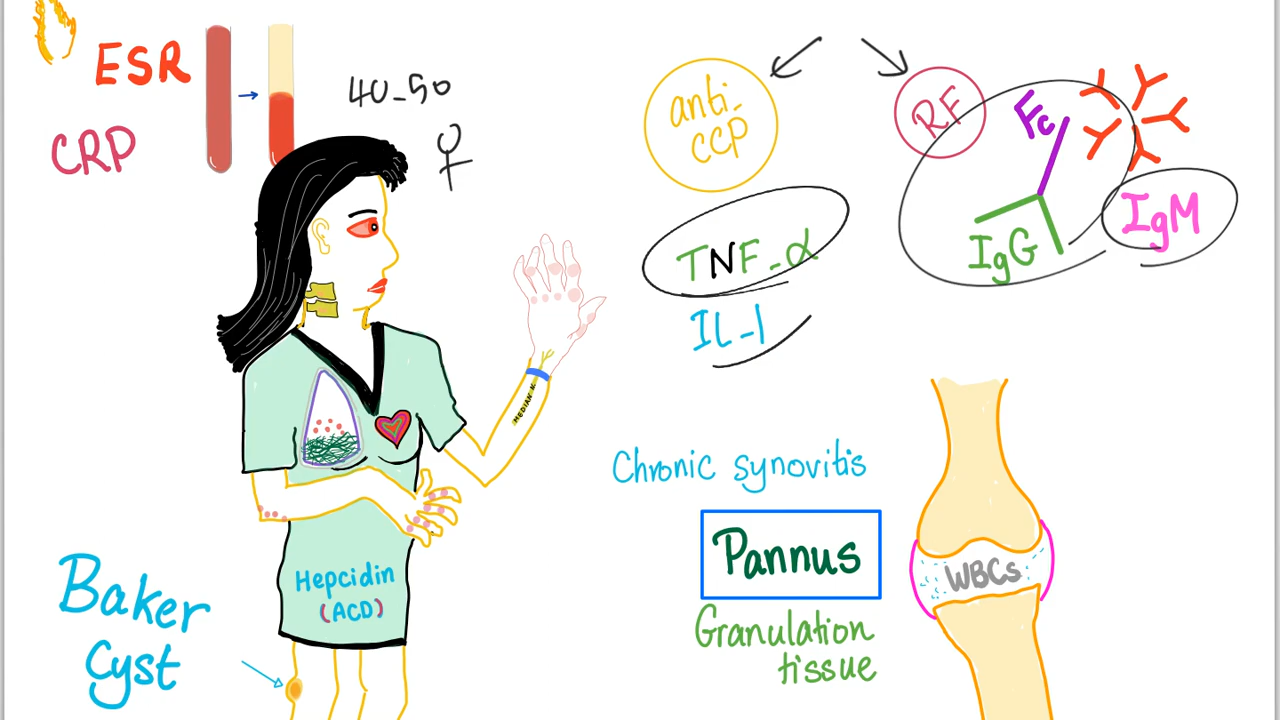 ESR
CRP
40-50
anti-
CCP
RF
Fc
IgG
IgM
TNF-α
IL-1
MEDIAN N.
Chronic synovitis
Pannus
Granulation
tissue
WBCs
Hepcidin
(ACD)
Baker
Cyst